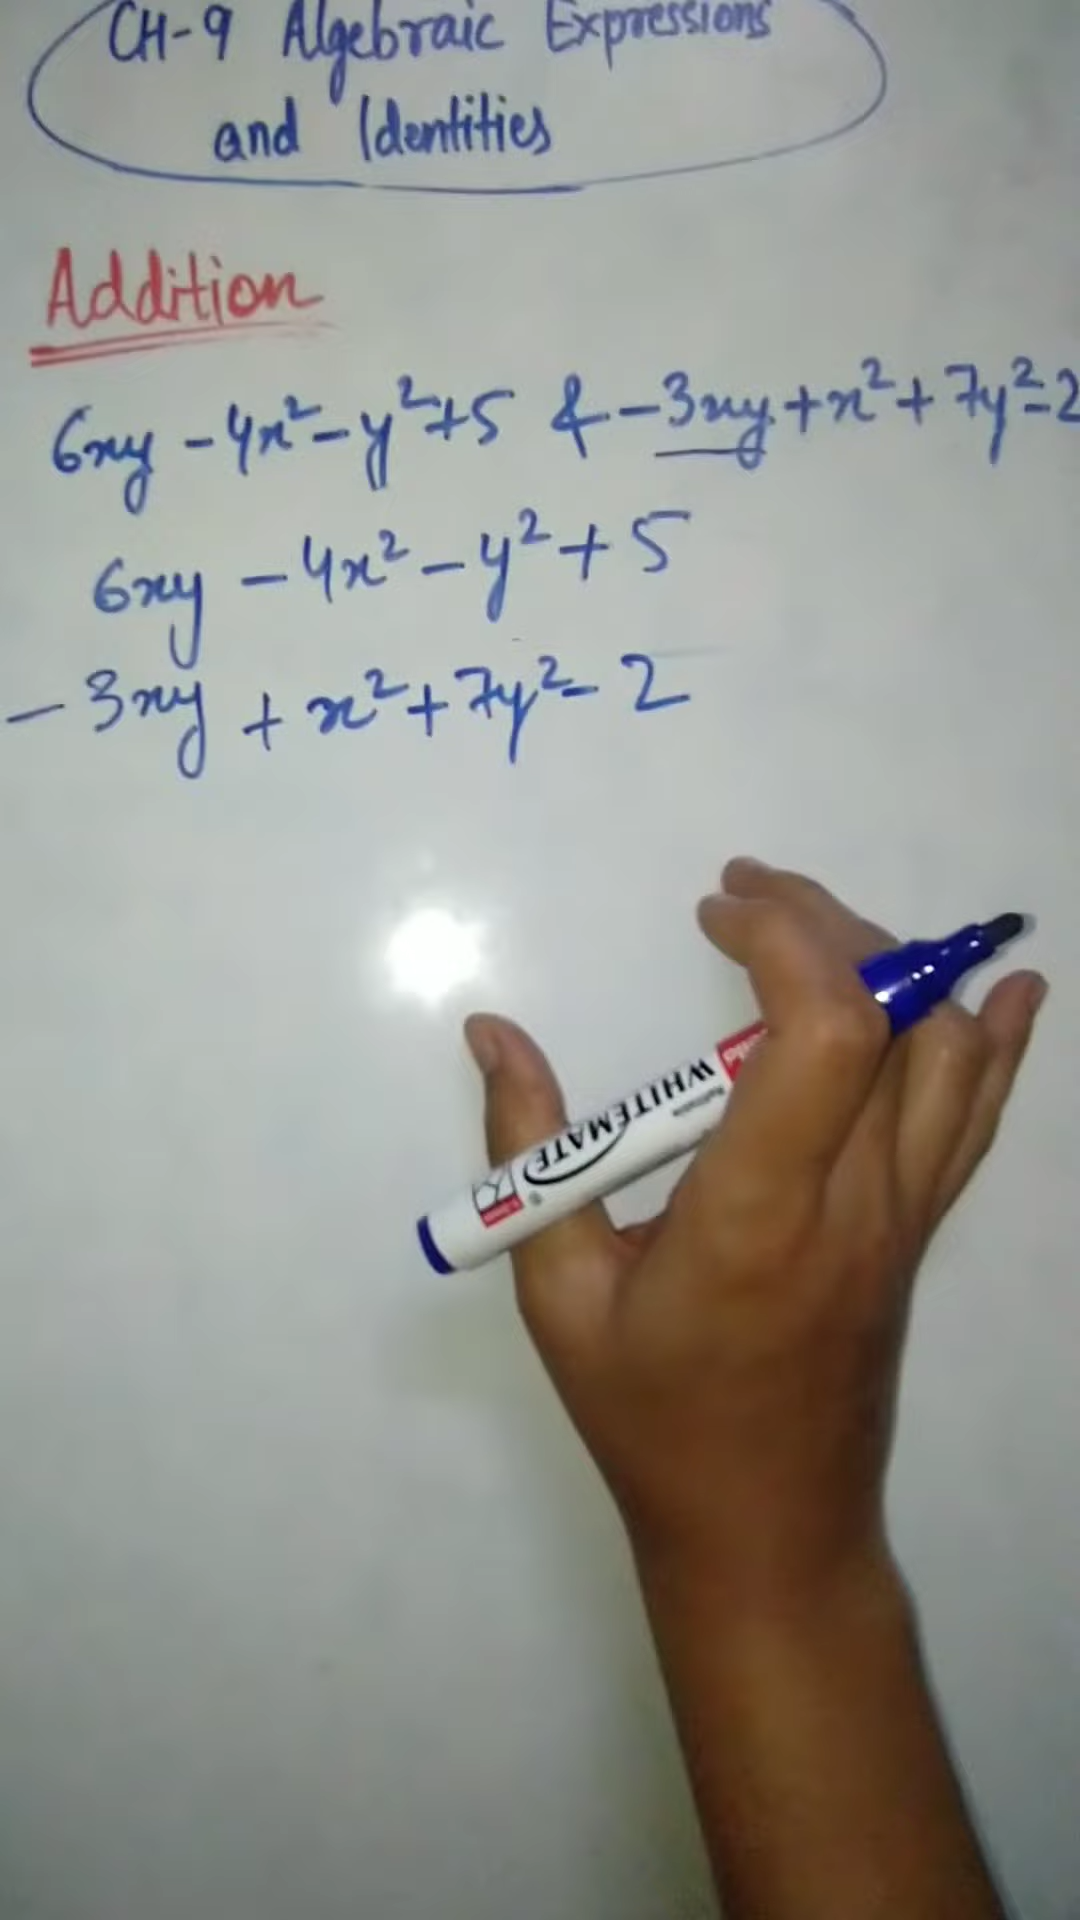 CH-9 Algebraic Expressions
and Identities
Addition
6xy - 4x² - y² + 5 & - 3xy + x² + 7y² - 2
6xy - 4x² - y² + 5
- 3xy + x² + 7y² - 2
WHITEMATE